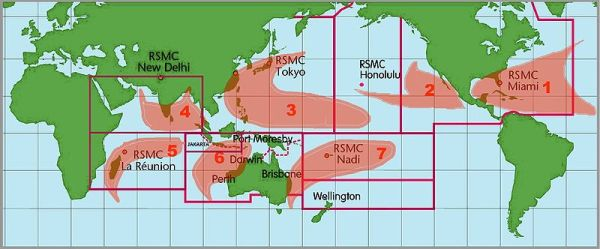 RSMC
New Delhi
RSMC
Tokyo
RSMC
Honolulu
RSMC
Miami
1
2
3
4
5
RSMC
La Réunion
JAKARTA
6
Port Moresby
Darwin
Perth
Brisbane
RSMC
Nadi
7
Wellington